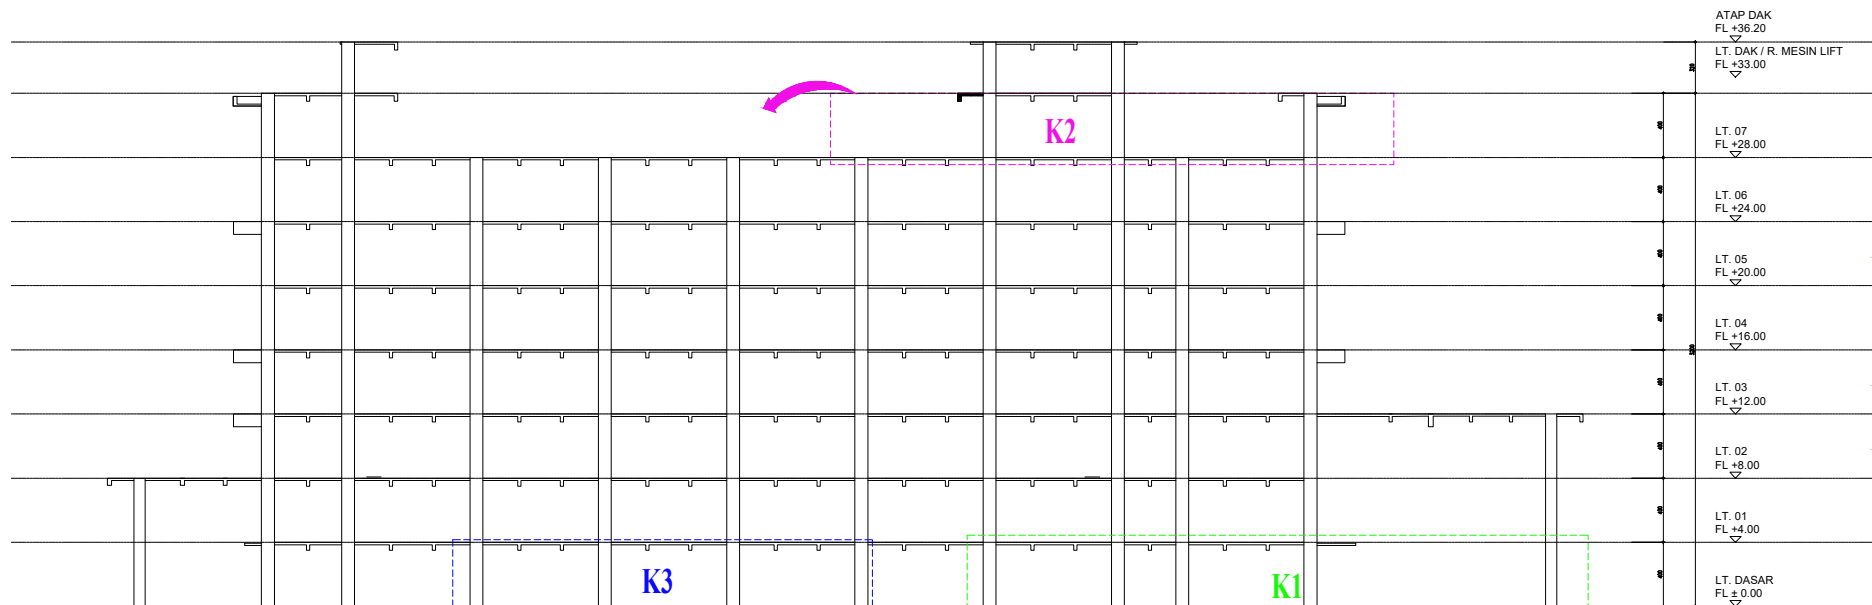 ATAP DAK
FL +36.20
LT. DAK / R. MESIN LIFT
FL +33.00
K2
LT. 07
FL +28.00
LT. 06
FL +24.00
LT. 05
FL +20.00
LT. 04
FL +16.00
LT. 03
FL +12.00
LT. 02
FL +8.00
LT. 01
FL +4.00
K3
K1
LT. DASAR
FL ± 0.00